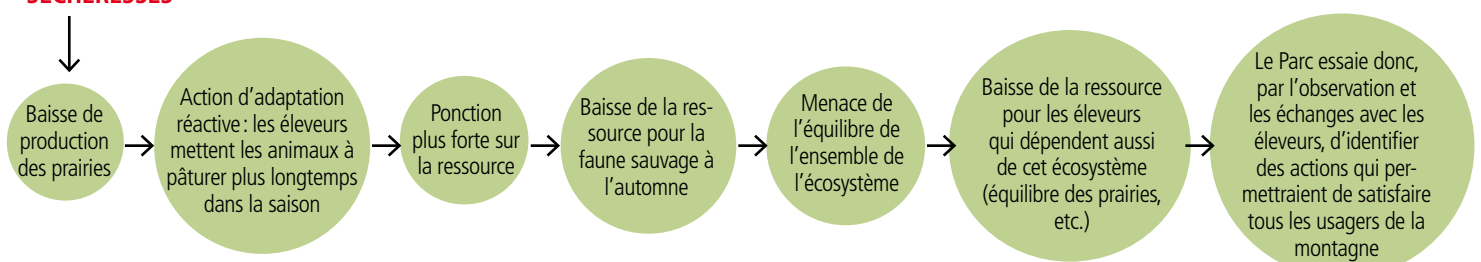 SÉCHERESSES
Baisse de
production
des prairies
Action d’adaptation
réactive : les éleveurs
mettent les animaux à
pâturer plus longtemps
dans la saison
Ponction
plus forte sur
la ressource
Baisse de la res-
source pour la
faune sauvage à
l’automne
Menace de
l’équilibre de
l’ensemble de
l’écosystème
Baisse de la ressource
pour les éleveurs
qui dépendent aussi
de cet écosystème
(équilibre des prairies,
etc.)
Le Parc essaie donc,
par l’observation et
les échanges avec les
éleveurs, d’identifier
des actions qui per-
mettraient de satisfaire
tous les usagers de la
montagne